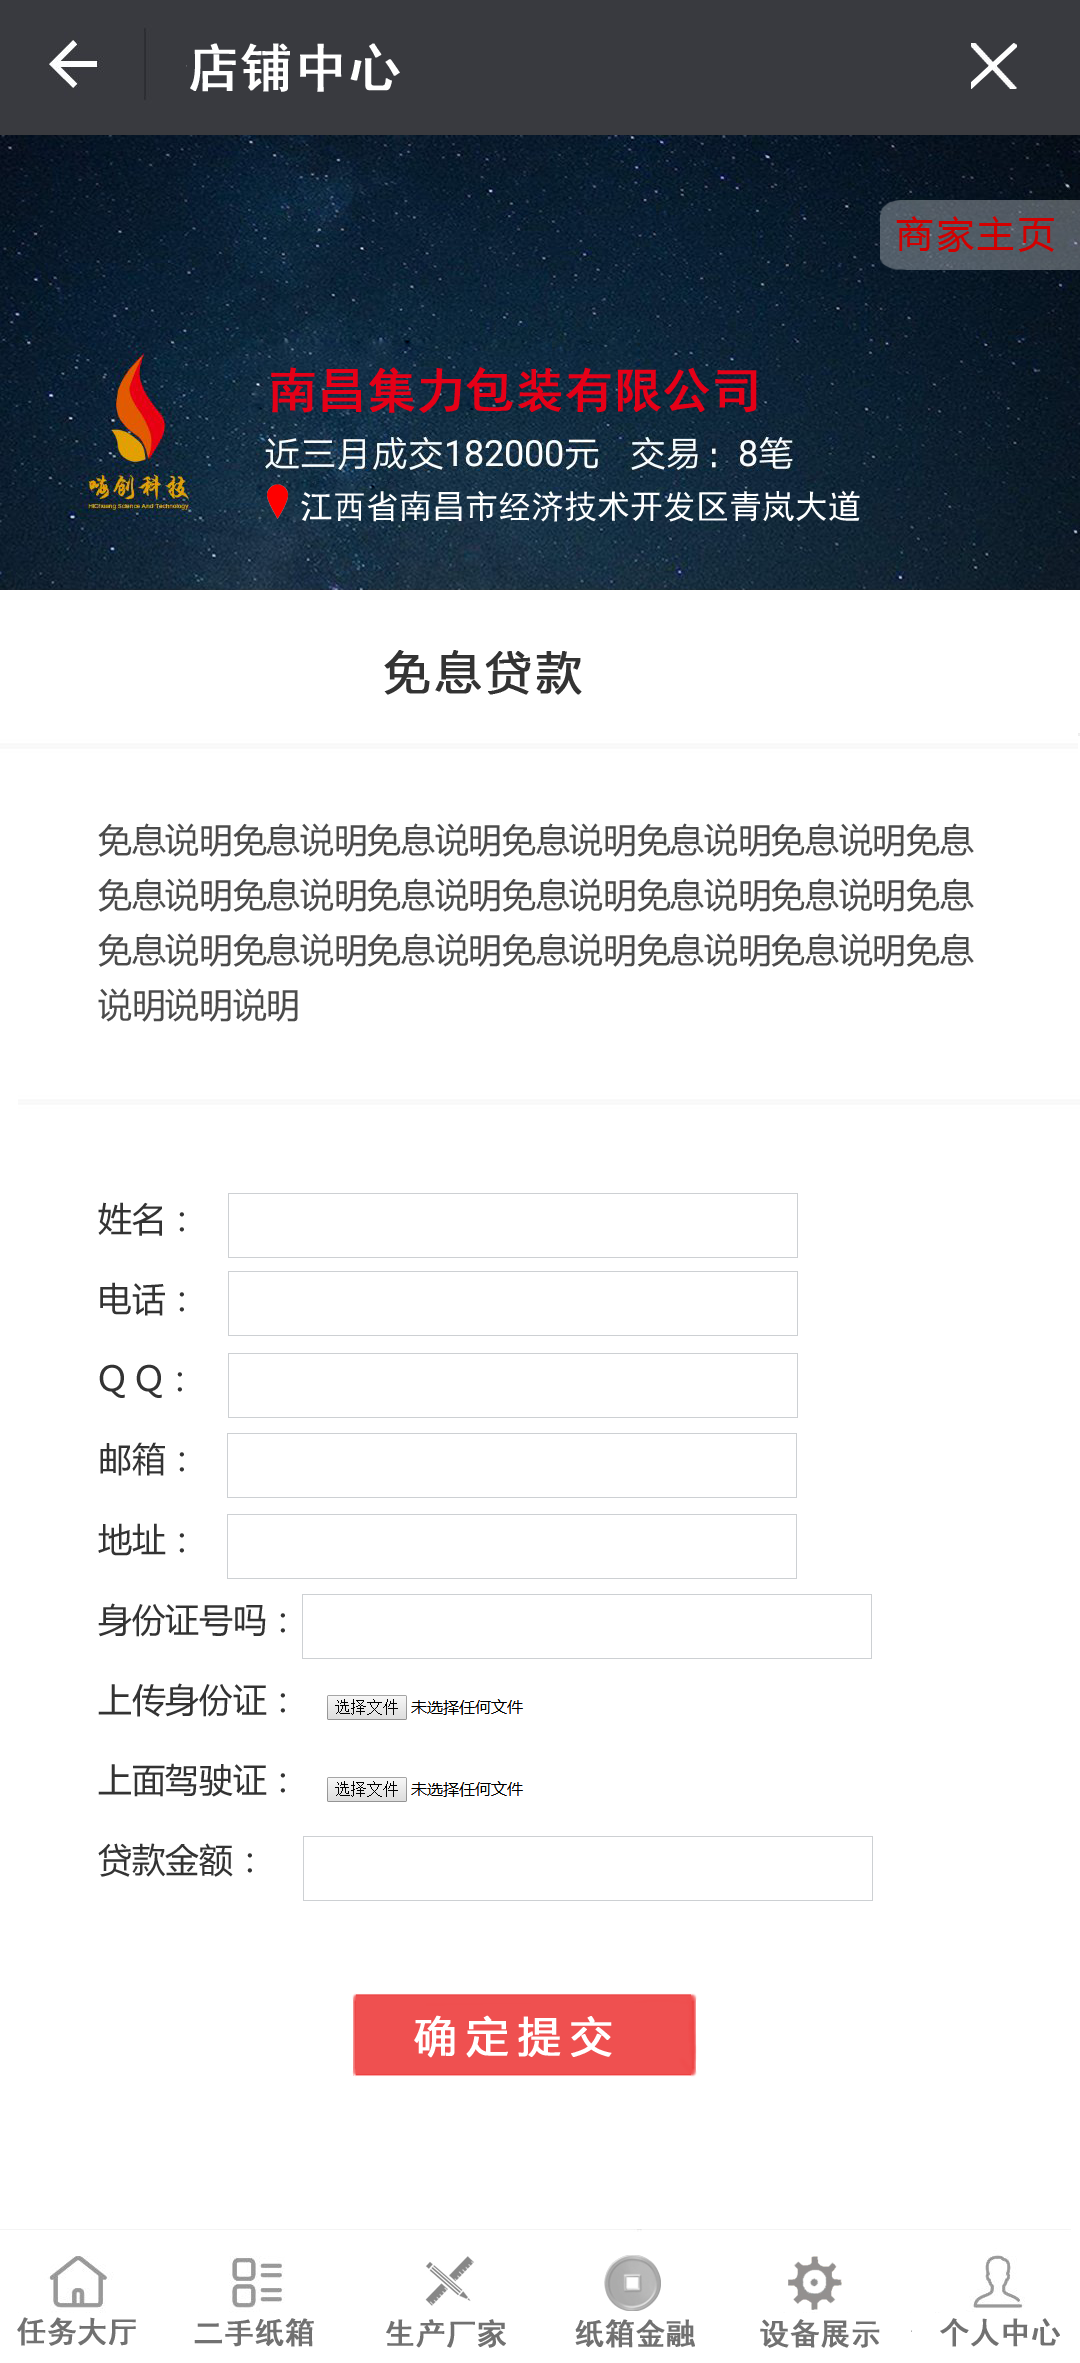 店铺中心
商家主页
南昌集力包装有限公司
近三月成交182000元 交易：8笔
嗨创科技
HiChuang Science And Technology
江西省南昌市经济技术开发区青岚大道
免息贷款
免息说明免息说明免息说明免息说明免息说明免息说明免息
免息说明免息说明免息说明免息说明免息说明免息说明免息
免息说明免息说明免息说明免息说明免息说明免息说明免息
说明说明说明
姓名：
电话：
Q Q：
邮箱：
地址：
身份证号吗：
上传身份证： 选择文件 未选择任何文件
上面驾驶证： 选择文件 未选择任何文件
贷款金额：
确定提交
任务大厅 二手纸箱 生产厂家 纸箱金融 设备展示 个人中心